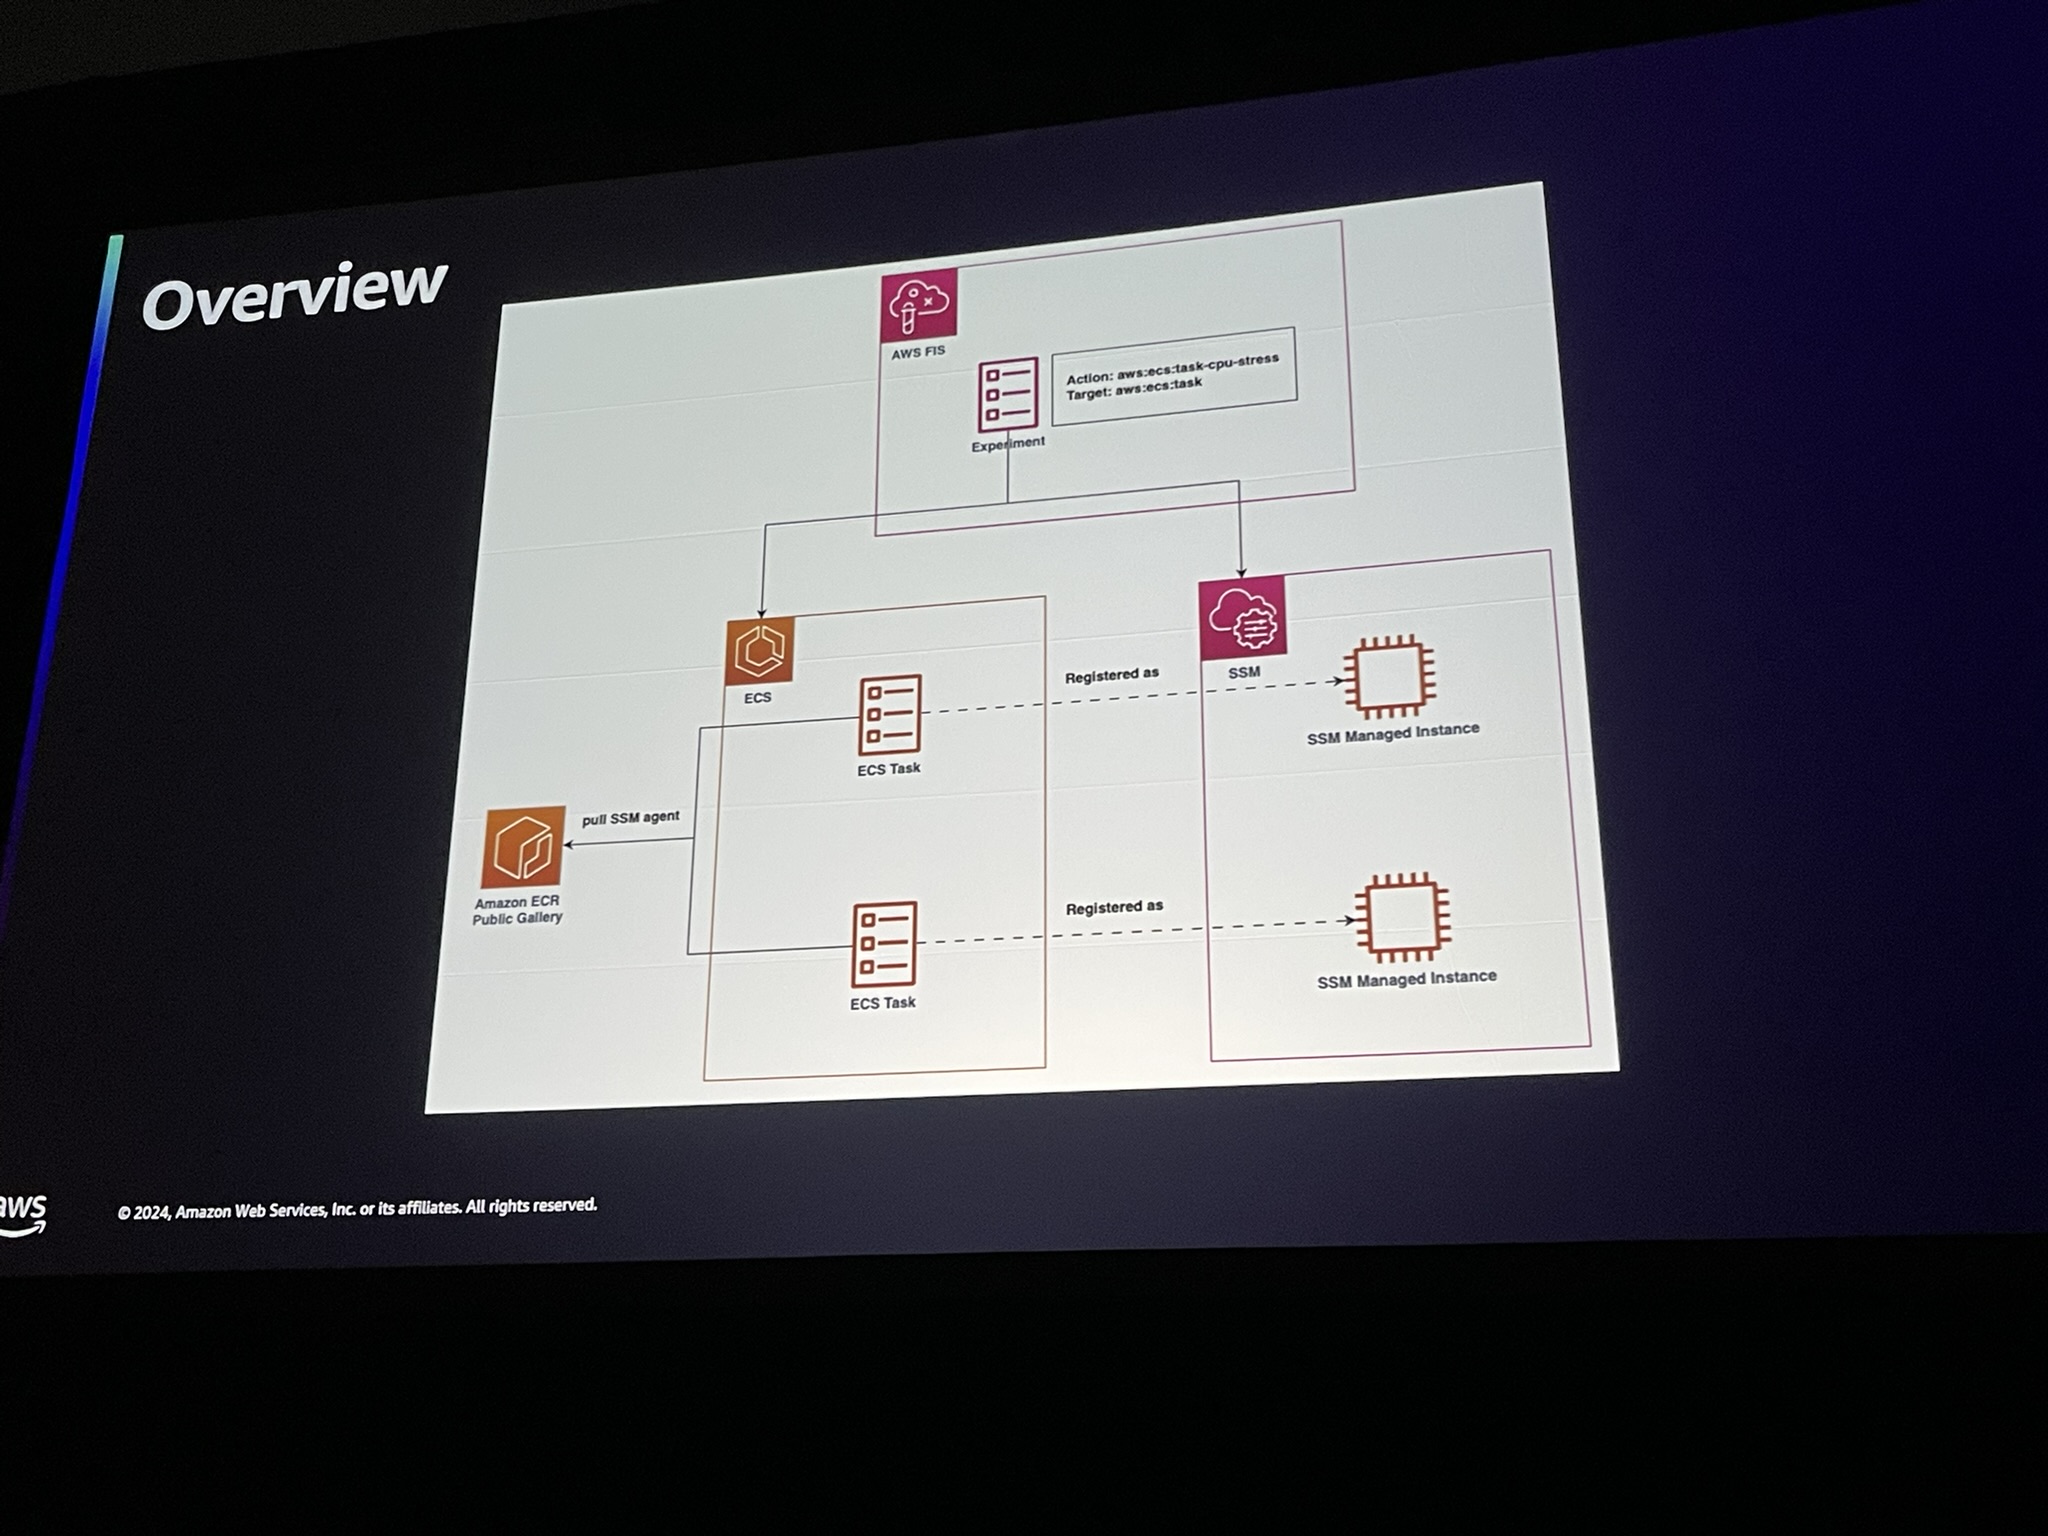 Overview
AWS FIS
Action: aws:ecs:task-cpu-stress
Target: aws:ecs:task
Experiment
ECS
Registered as
SSM
ECS Task
SSM Managed Instance
pull SSM agent
Amazon ECR
Public Gallery
Registered as
ECS Task
SSM Managed Instance
aws
© 2024, Amazon Web Services, Inc. or its affiliates. All rights reserved.